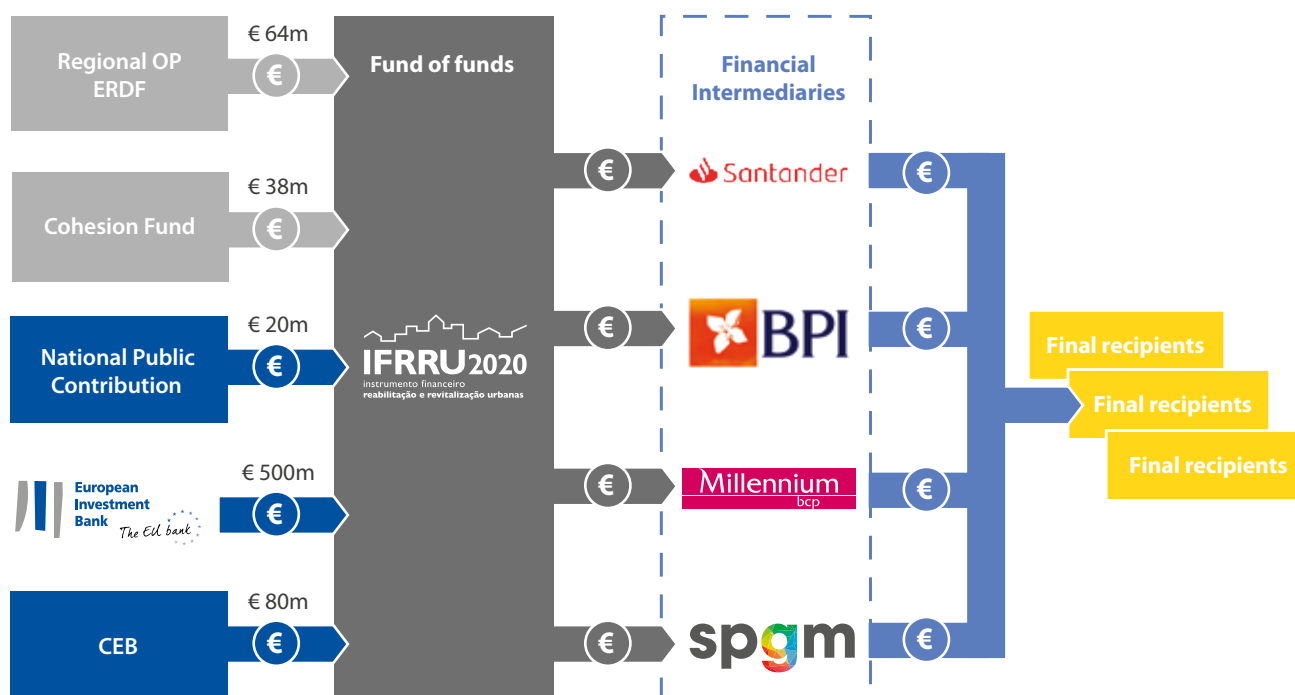 Regional OP
ERDF
€ 64m
€
Cohesion Fund
€ 38m
€
National Public
Contribution
€ 20m
€
European
Investment
Bank
The EU bank
€ 500m
€
CEB
€ 80m
€
Fund of funds
IFRRU 2020
instrumento financeiro
reabilitação e revitalização urbanas
€
€
€
€
Financial
Intermediaries
Santander
BPI
Millennium
bcp
spgm
€
€
€
€
Final recipients
Final recipients
Final recipients